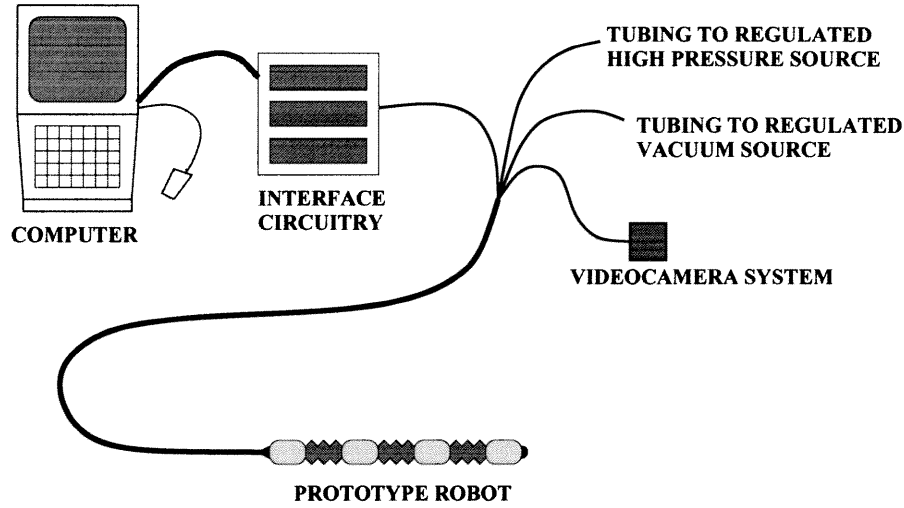 TUBING TO REGULATED
HIGH PRESSURE SOURCE
TUBING TO REGULATED
VACUUM SOURCE
INTERFACE
CIRCUITRY
COMPUTER
VIDEOCAMERA SYSTEM
PROTOTYPE ROBOT